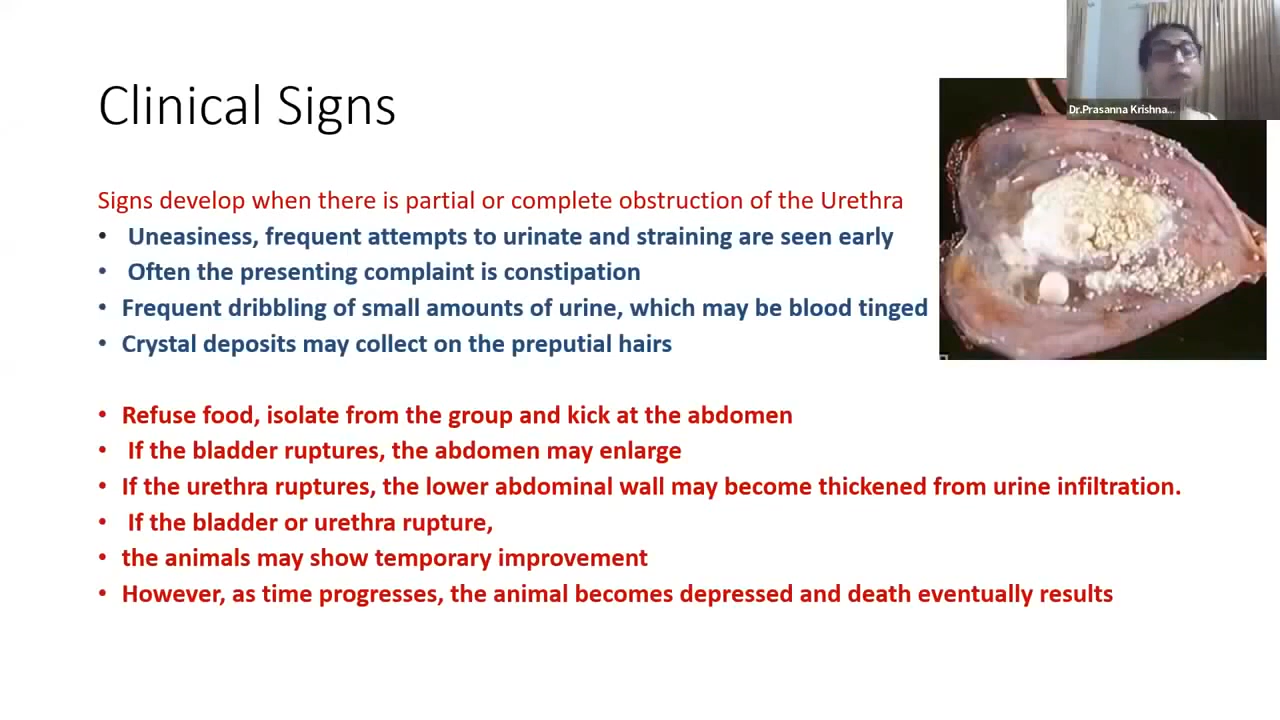 Dr.Prasanna Krishna...
Clinical Signs
Signs develop when there is partial or complete obstruction of the Urethra
• Uneasiness, frequent attempts to urinate and straining are seen early
• Often the presenting complaint is constipation
• Frequent dribbling of small amounts of urine, which may be blood tinged
• Crystal deposits may collect on the preputial hairs
• Refuse food, isolate from the group and kick at the abdomen
• If the bladder ruptures, the abdomen may enlarge
• If the urethra ruptures, the lower abdominal wall may become thickened from urine infiltration.
• If the bladder or urethra rupture,
• the animals may show temporary improvement
• However, as time progresses, the animal becomes depressed and death eventually results